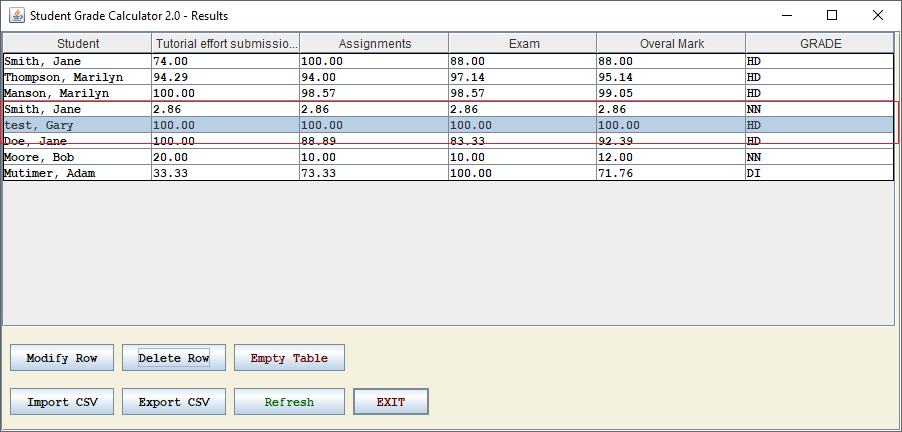 Student Grade Calculator 2.0 - Results
Student Tutorial effort submissio... Assignments Exam Overal Mark GRADE
Smith, Jane 74.00 100.00 88.00 88.00 HD
Thompson, Marilyn 94.29 94.00 97.14 95.14 HD
Manson, Marilyn 100.00 98.57 98.57 99.05 HD
Smith, Jane 2.86 2.86 2.86 2.86 NN
test, Gary 100.00 100.00 100.00 100.00 HD
Doe, Jane 100.00 88.89 83.33 92.39 HD
Moore, Bob 20.00 10.00 10.00 12.00 NN
Mutimer, Adam 33.33 73.33 100.00 71.76 DI
Modify Row Delete Row Empty Table
Import CSV Export CSV Refresh EXIT